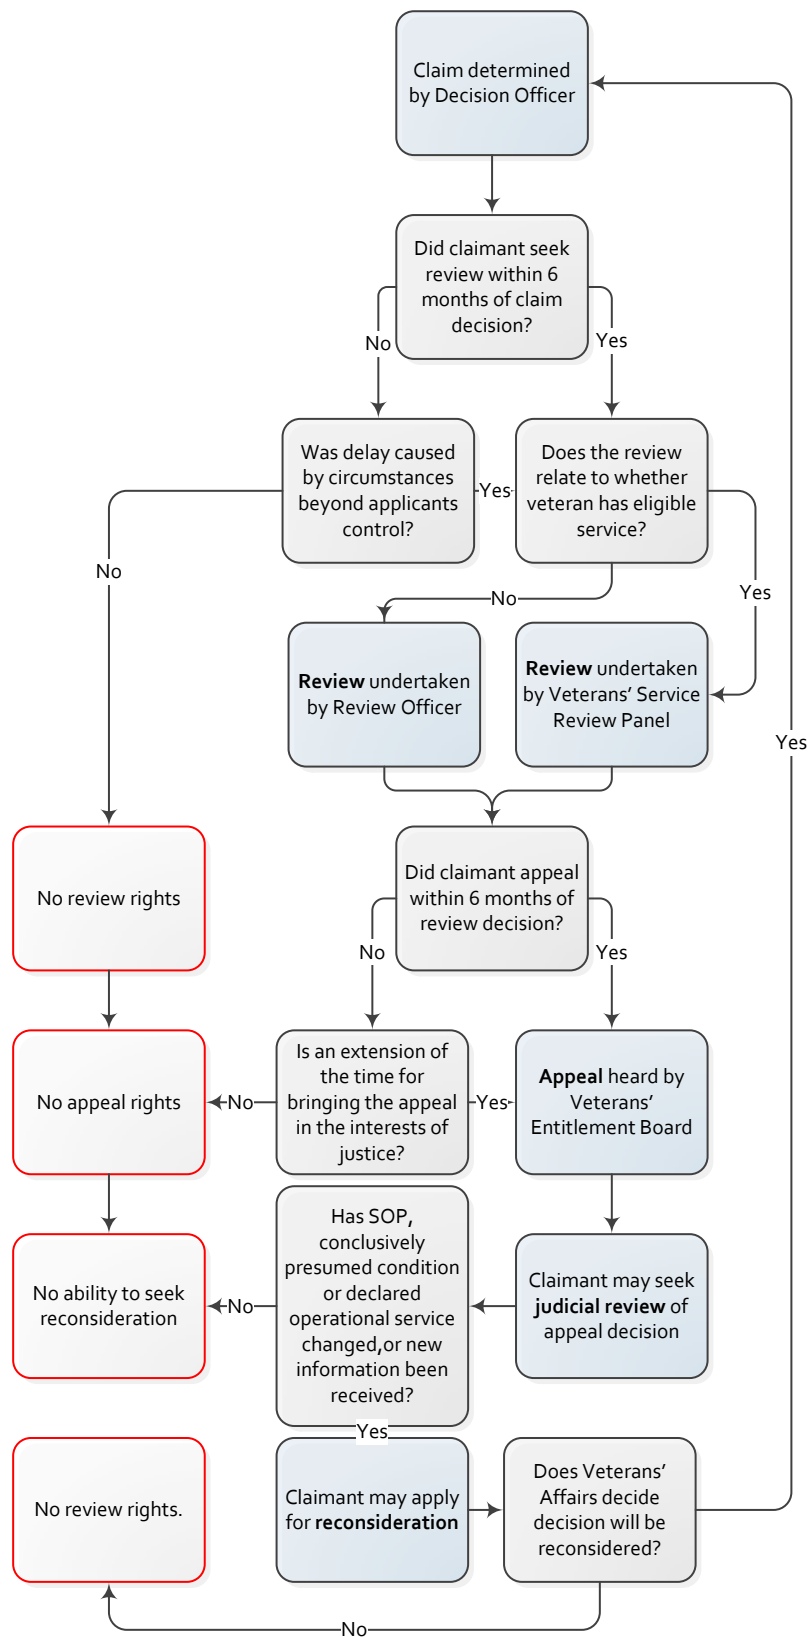 Claim determined
by Decision Officer
Did claimant seek
review within 6
months of claim
decision?
No
Yes
Was delay caused
by circumstances
beyond applicants
control?
Yes
Does the review
relate to whether
veteran has eligible
service?
No
No
Yes
Review undertaken
by Review Officer
Review undertaken
by Veterans’ Service
Review Panel
Yes
Did claimant appeal
within 6 months of
review decision?
No review rights
No
Yes
Is an extension of
the time for
bringing the appeal
in the interests of
justice?
No appeal rights
No
Yes
Appeal heard by
Veterans’
Entitlement Board
Has SOP,
conclusively
presumed condition
or declared
operational service
changed,or new
information been
received?
No ability to seek
reconsideration
No
Claimant may seek
judicial review of
appeal decision
Yes
No review rights.
Claimant may apply
for reconsideration
Does Veterans’
Affairs decide
decision will be
reconsidered?
No